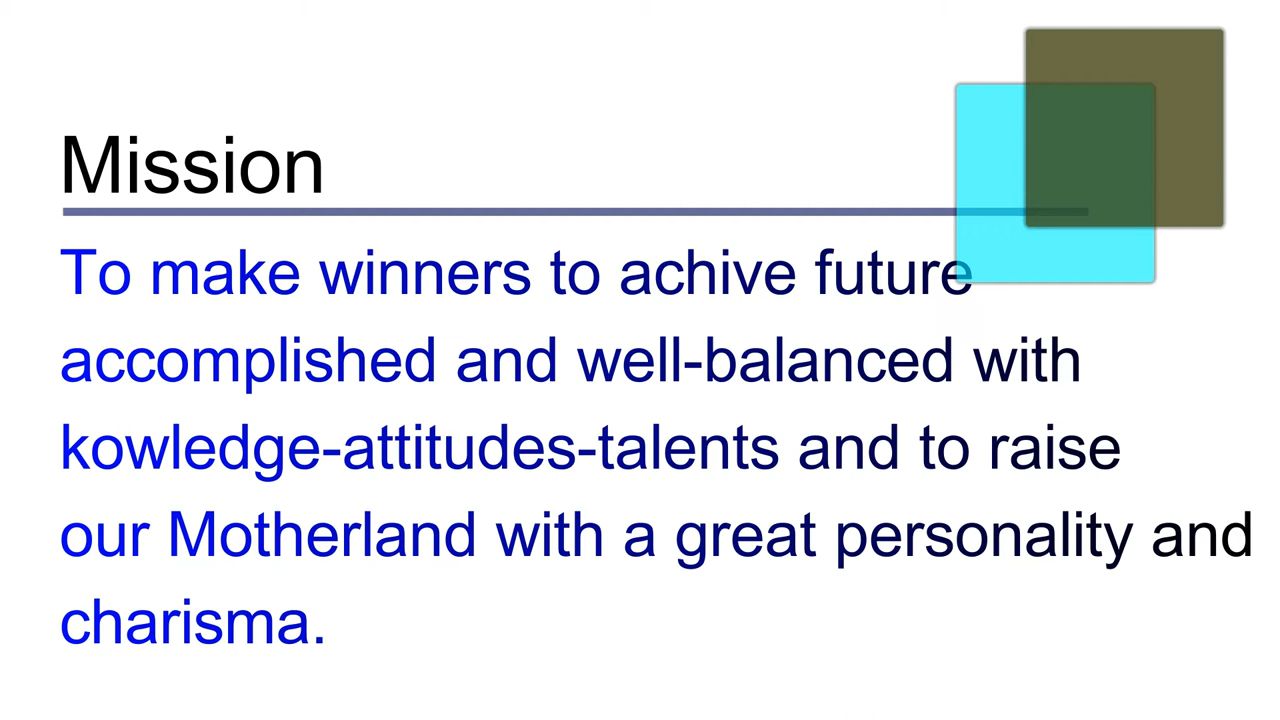 Mission
To make winners to achive future
accomplished and well-balanced with
kowledge-attitudes-talents and to raise
our Motherland with a great personality and
charisma.